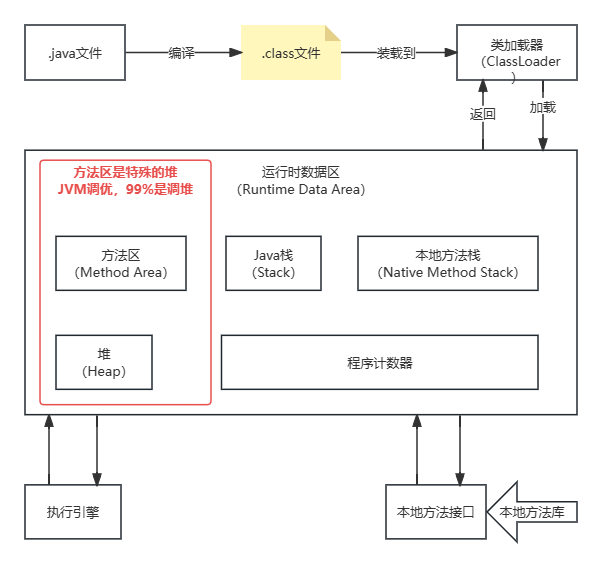 .java文件
编译
.class文件
装载到
类加载器
（ClassLoader
）
返回
加载
方法区是特殊的堆
JVM调优，99%是调堆
运行时数据区
（Runtime Data Area）
方法区
（Method Area）
Java栈
（Stack）
本地方法栈
（Native Method Stack）
堆
（Heap）
程序计数器
执行引擎
本地方法接口
本地方法库